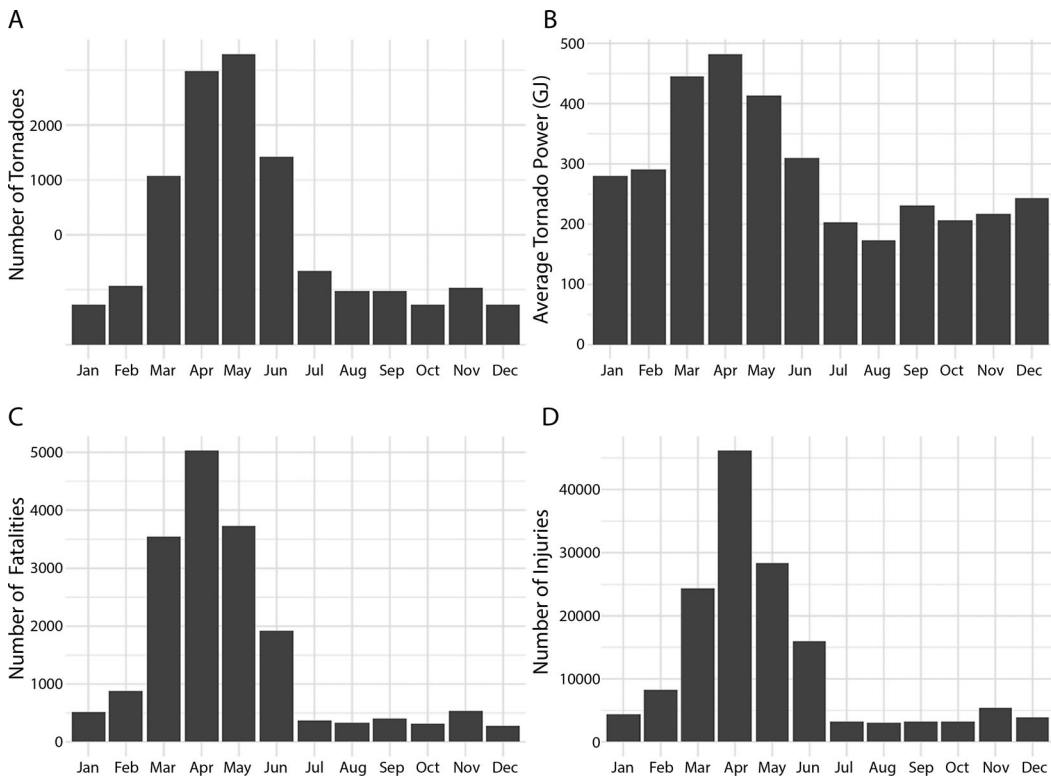 A
Number of Tornadoes
2000
1000
0
Jan Feb Mar Apr May Jun Jul Aug Sep Oct Nov Dec
B
Average Tornado Power (GJ)
500
400
300
200
100
0
Jan Feb Mar Apr May Jun Jul Aug Sep Oct Nov Dec
C
Number of Fatalities
5000
4000
3000
2000
1000
0
Jan Feb Mar Apr May Jun Jul Aug Sep Oct Nov Dec
D
Number of Injuries
40000
30000
20000
10000
0
Jan Feb Mar Apr May Jun Jul Aug Sep Oct Nov Dec